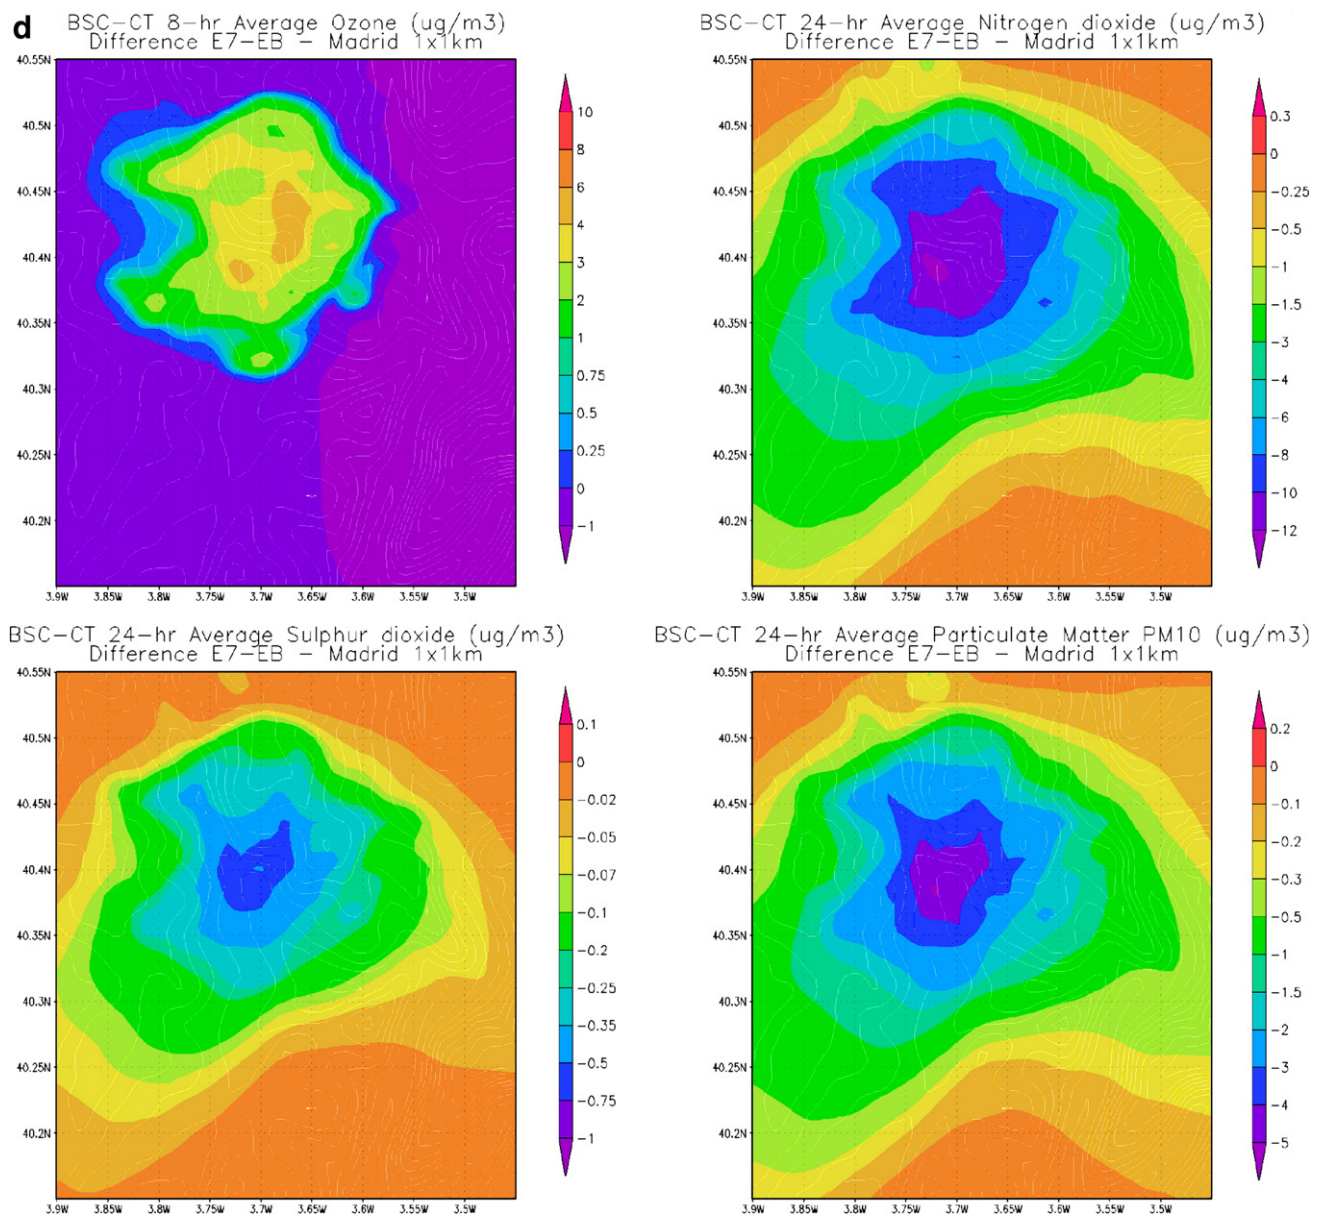 d
BSC-CT 8-hr Average Ozone (ug/m3)
Difference E7-EB - Madrid 1x1km
40.55N
40.5N
40.45N
40.4N
40.35N
40.3N
40.25N
40.2N
3.9W 3.85W 3.8W 3.75W 3.7W 3.65W 3.6W 3.55W 3.5W
10
8
6
4
3
2
1
0.75
0.5
0.25
0
-1
BSC-CT 24-hr Average Nitrogen dioxide (ug/m3)
Difference E7-EB - Madrid 1x1km
40.55N
40.5N
40.45N
40.4N
40.35N
40.3N
40.25N
40.2N
3.9W 3.85W 3.8W 3.75W 3.7W 3.65W 3.6W 3.55W 3.5W
0.3
0
-0.25
-0.5
-1
-1.5
-3
-4
-6
-8
-10
-12
BSC-CT 24-hr Average Sulphur dioxide (ug/m3)
Difference E7-EB - Madrid 1x1km
40.55N
40.5N
40.45N
40.4N
40.35N
40.3N
40.25N
40.2N
3.9W 3.85W 3.8W 3.75W 3.7W 3.65W 3.6W 3.55W 3.5W
0.1
0
-0.02
-0.05
-0.07
-0.1
-0.2
-0.25
-0.35
-0.5
-0.75
-1
BSC-CT 24-hr Average Particulate Matter PM10 (ug/m3)
Difference E7-EB - Madrid 1x1km
40.55N
40.5N
40.45N
40.4N
40.35N
40.3N
40.25N
40.2N
3.9W 3.85W 3.8W 3.75W 3.7W 3.65W 3.6W 3.55W 3.5W
0.2
0
-0.1
-0.2
-0.3
-0.5
-1
-1.5
-2
-3
-4
-5